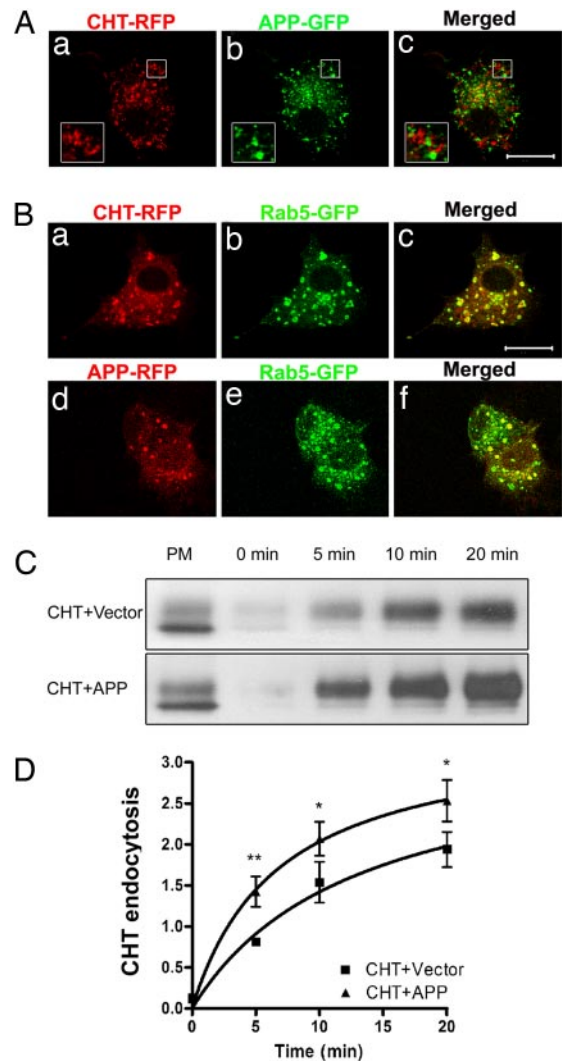 A
CHT-RFP APP-GFP Merged
a b c
B
CHT-RFP Rab5-GFP Merged
a b c
APP-RFP Rab5-GFP Merged
d e f
C
PM 0 min 5 min 10 min 20 min
CHT+Vector
CHT+APP
D
3.0
2.5
2.0
1.5
1.0
0.5
0.0
CHT endocytosis
** * *
CHT+Vector
CHT+APP
0 5 10 15 20
Time (min)